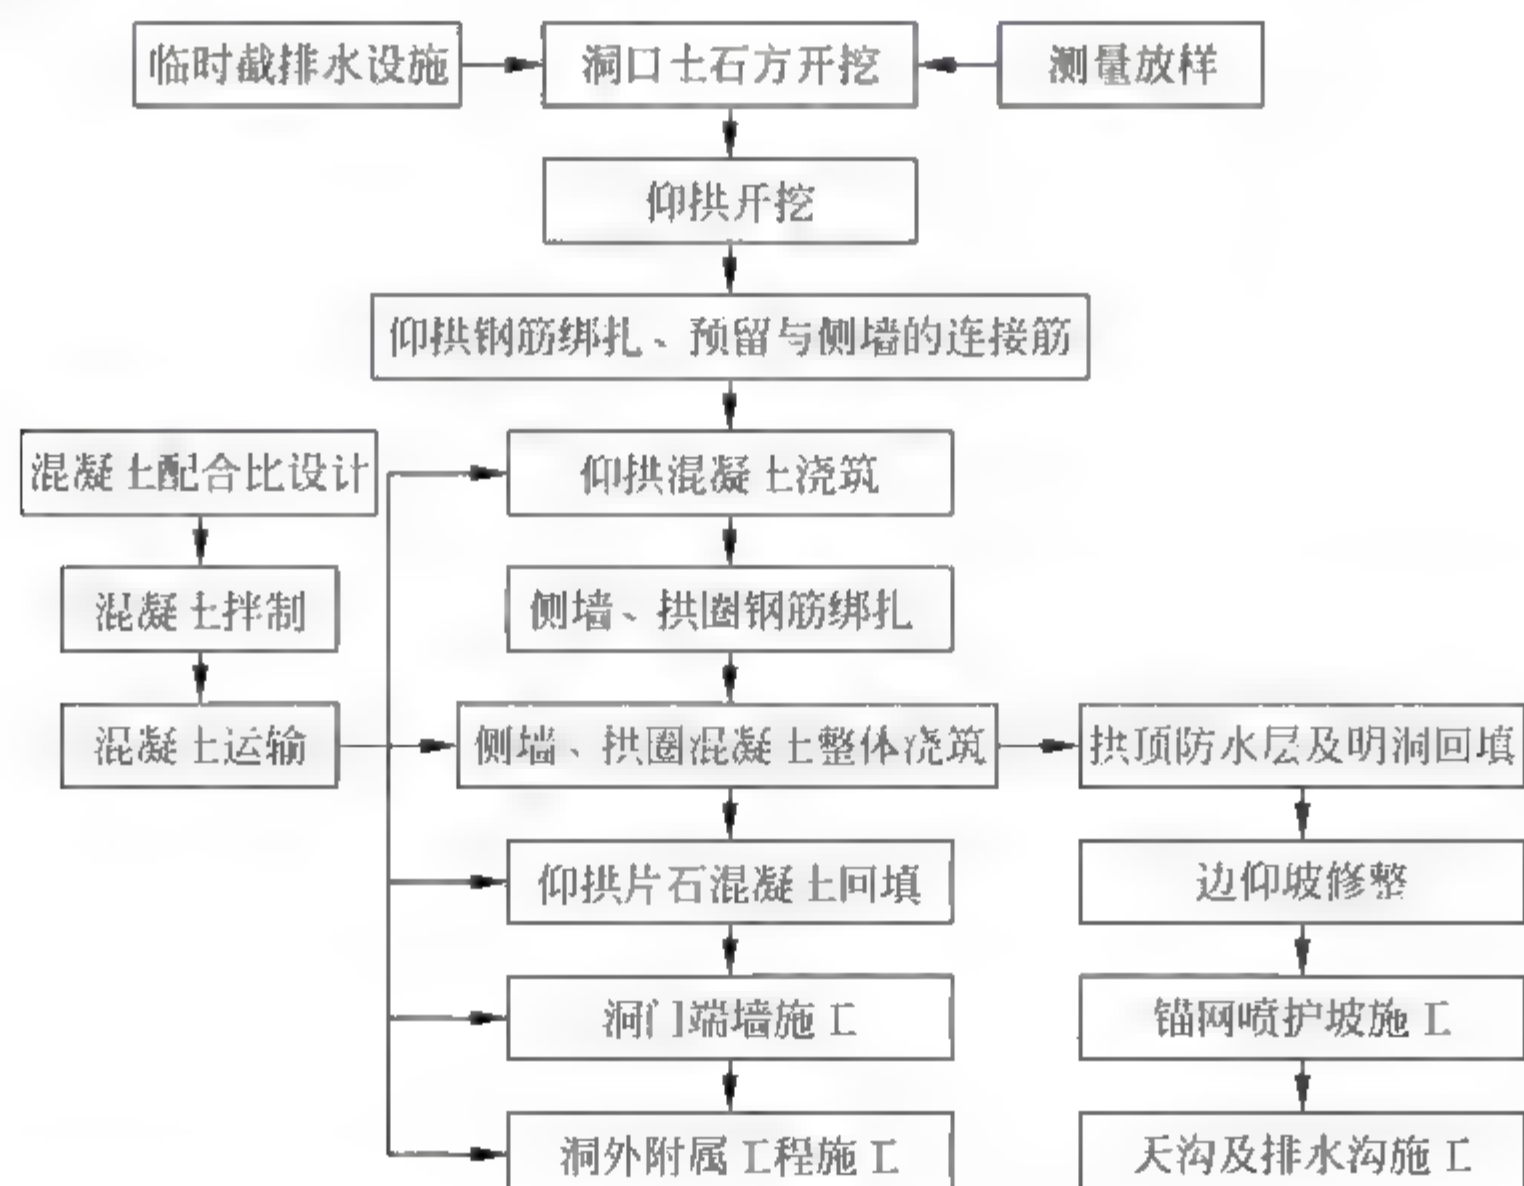 临时截排水设施
洞口土石方开挖
测量放样
仰拱开挖
仰拱钢筋绑扎、预留与侧墙的连接筋
混凝土配合比设计
仰拱混凝土浇筑
混凝土拌制
侧墙、拱圈钢筋绑扎
混凝土运输
侧墙、拱圈混凝土整体浇筑
拱顶防水层及明洞回填
仰拱片石混凝土回填
边仰坡修整
洞门端墙施工
锚网喷护坡施工
洞外附属工程施工
天沟及排水沟施工